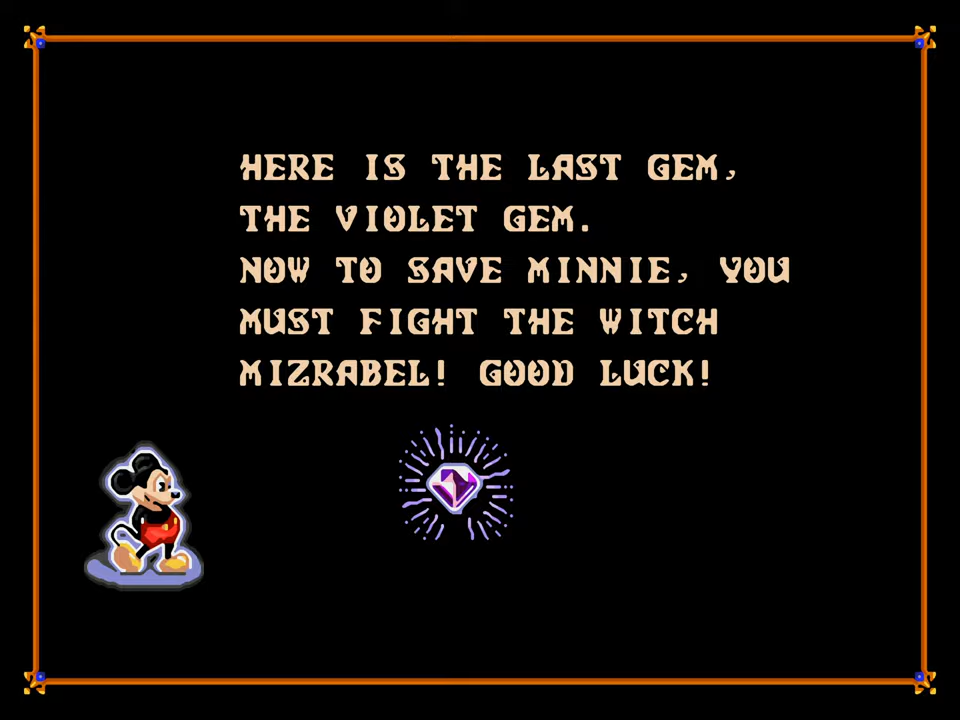 HERE IS THE LAST GEM,
THE VIOLET GEM.
NOW TO SAVE MINNIE, YOU
MUST FIGHT THE WITCH
MIZRABEL! GOOD LUCK!